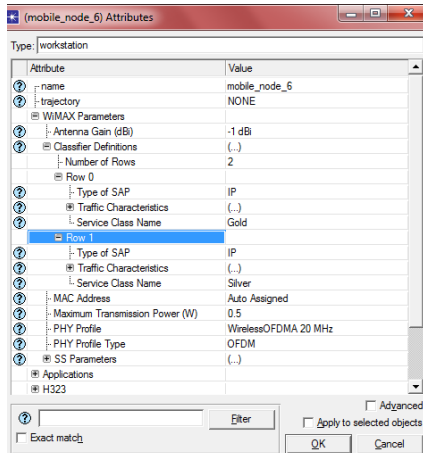 (mobile_node_6) Attributes
Type: workstation
Attribute Value
name mobile_node_6
trajectory NONE
WiMAX Parameters
Antenna Gain (dBi) -1 dBi
Classifier Definitions (...)
Number of Rows 2
Row 0
Type of SAP IP
Traffic Characteristics (...)
Service Class Name Gold
Row 1
Type of SAP IP
Traffic Characteristics (...)
Service Class Name Silver
MAC Address Auto Assigned
Maximum Transmission Power (W) 0.5
PHY Profile WirelessOFDMA 20 MHz
PHY Profile Type OFDM
SS Parameters (...)
Applications
H323
Advanced
Filter Apply to selected objects
Exact match
OK Cancel